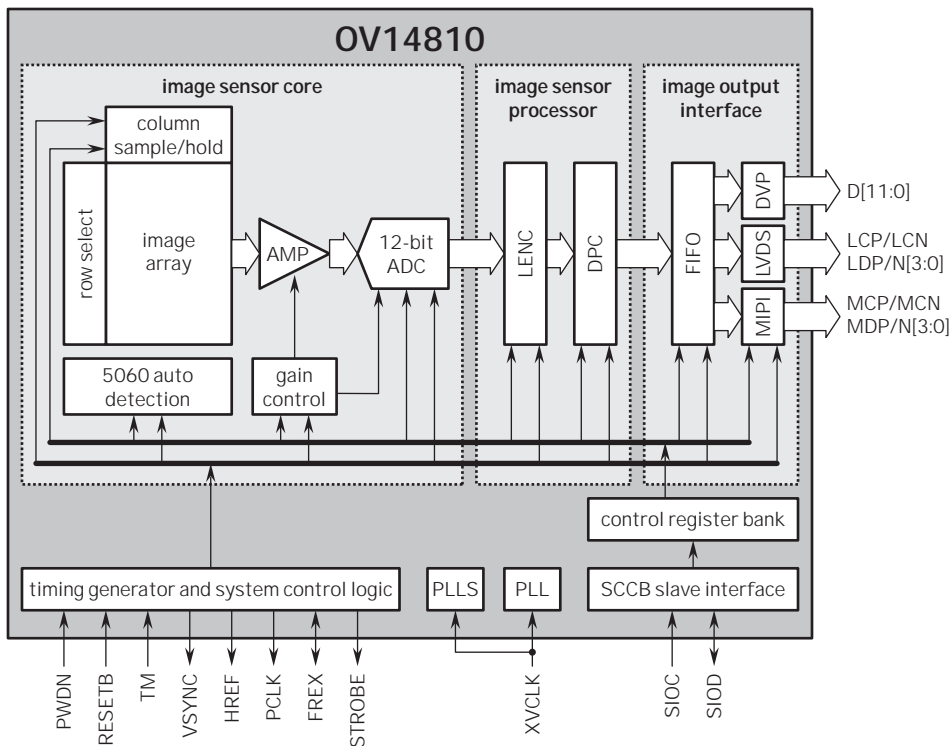 OV14810
image sensor core
image sensor
processor
image output
interface
column
sample/hold
row select
image
array
AMP
12-bit
ADC
LENC
DPC
FIFO
DVP
LVDS
MIPI
D[11:0]
LCP/LCN
LDP/N[3:0]
MCP/MCN
MDP/N[3:0]
5060 auto
detection
gain
control
control register bank
timing generator and system control logic
PLLS
PLL
SCCB slave interface
PWDN
RESETB
TM
VSYNC
HREF
PCLK
FREX
STROBE
XVCLK
SIOC
SIOD